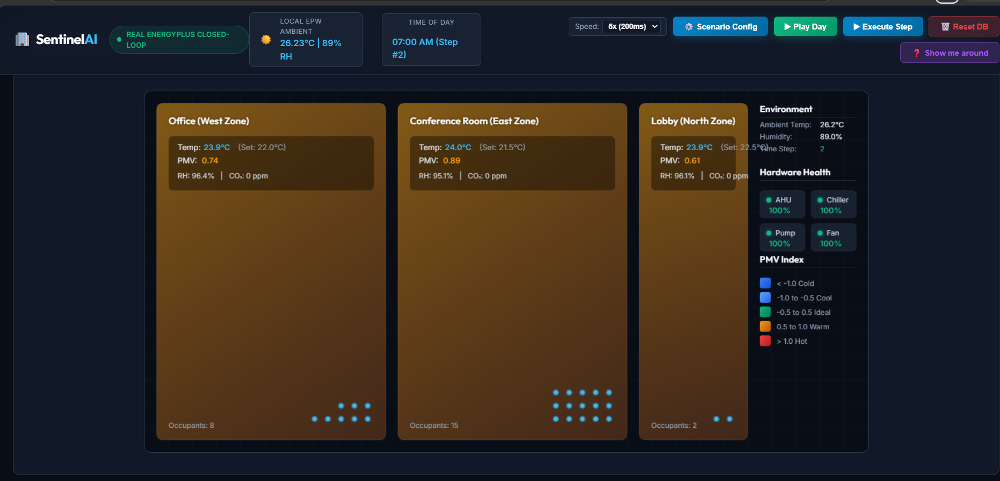 SentinelAI
REAL ENERGYPLUS CLOSED-
LOOP
LOCAL EPW
AMBIENT
26.23°C | 89%
RH
TIME OF DAY
07:00 AM (Step
#2)
Speed: 5x (200ms)
Scenario Config
Play Day
Execute Step
Reset DB
Show me around
Office (West Zone)
Temp: 23.9°C (Set: 22.0°C)
PMV: 0.74
RH: 96.4% | CO₂: 0 ppm
Occupants: 8
Conference Room (East Zone)
Temp: 24.0°C (Set: 21.5°C)
PMV: 0.89
RH: 95.1% | CO₂: 0 ppm
Occupants: 15
Lobby (North Zone)
Temp: 23.9°C (Set: 22.5°C)
PMV: 0.61
RH: 96.1% | CO₂: 0 ppm
Occupants: 2
Environment
Ambient Temp: 26.2°C
Humidity: 89.0%
Time Step: 2
Hardware Health
AHU
100%
Chiller
100%
Pump
100%
Fan
100%
PMV Index
< -1.0 Cold
-1.0 to -0.5 Cool
-0.5 to 0.5 Ideal
0.5 to 1.0 Warm
> 1.0 Hot